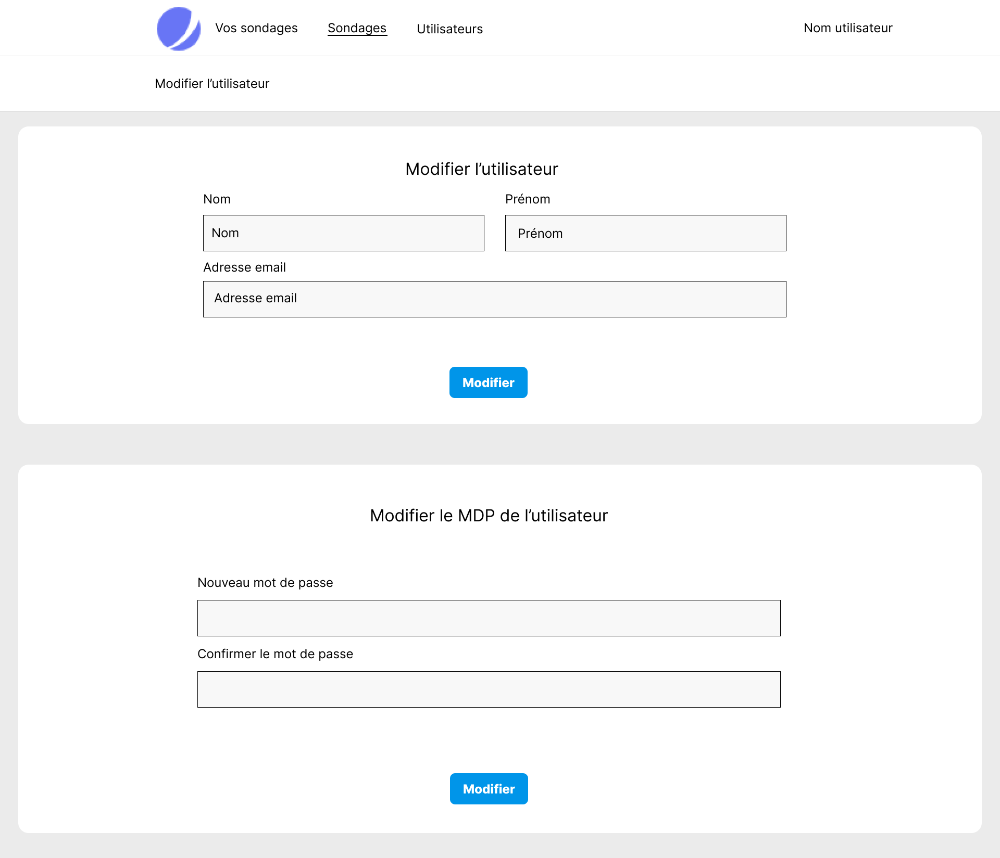 Vos sondages Sondages Utilisateurs Nom utilisateur
Modifier l’utilisateur
Modifier l’utilisateur
Nom Prénom
Nom Prénom
Adresse email
Adresse email
Modifier
Modifier le MDP de l’utilisateur
Nouveau mot de passe
Confirmer le mot de passe
Modifier